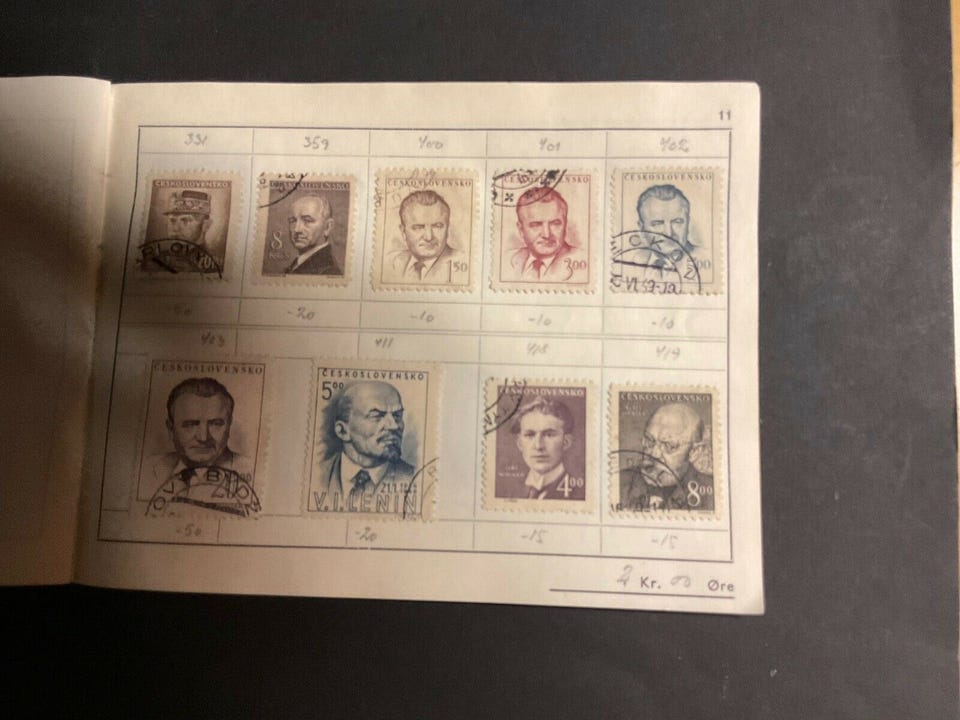 11
331 359 400 401 402
ČESKOSLOVENSKO ČESKOSLOVENSKO ČESKOSLOVENSKO ČESKOSLOVENSKO ČESKOSLOVENSKO
8 1 50 3 00 00
-20 -10 -10 -10
403 411 418 419
ČESKOSLOVENSKO ČESKOSLOVENSKO ČESKOSLOVENSKO ČESKOSLOVENSKO
5 00
V. I. LENIN 4 00 8 00
-50 -20 -15 -15
2 Kr. 00 Øre